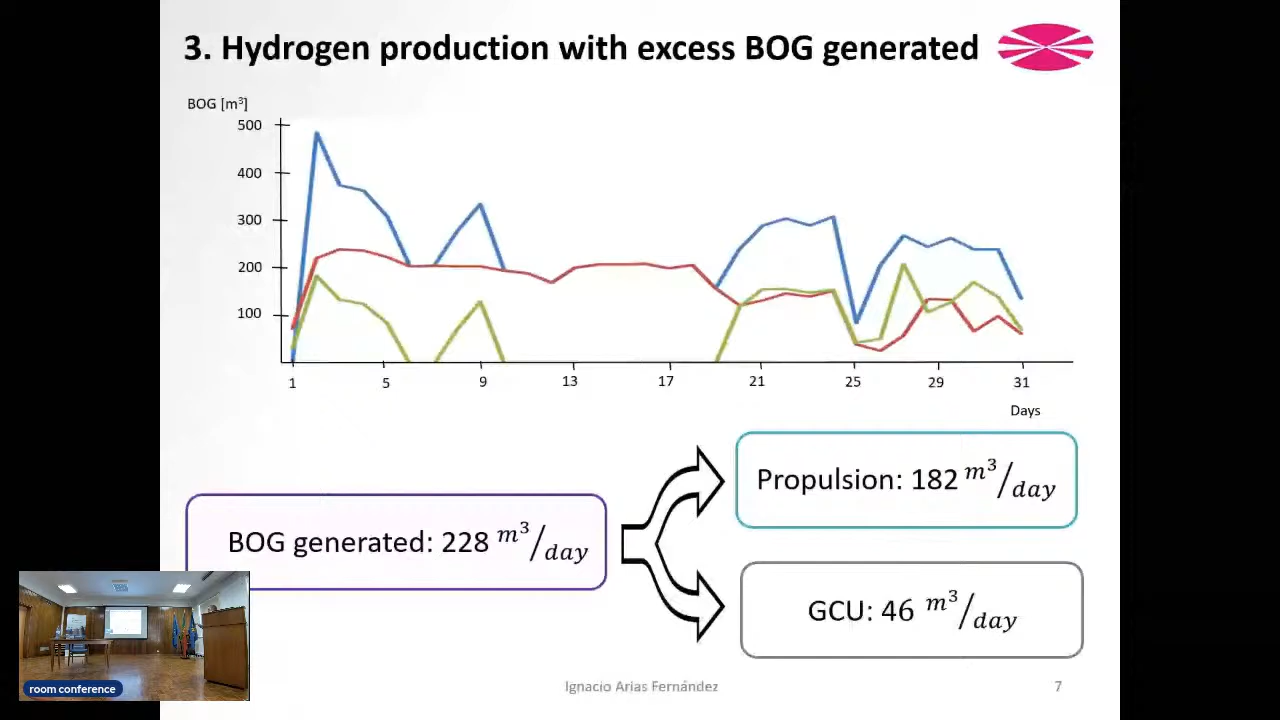 3. Hydrogen production with excess BOG generated
BOG [m³]
500
400
300
200
100
1 5 9 13 17 21 25 29 31
Days
Propulsion: 182 m³/day
BOG generated: 228 m³/day
GCU: 46 m³/day
room conference
Ignacio Arias Fernández 7